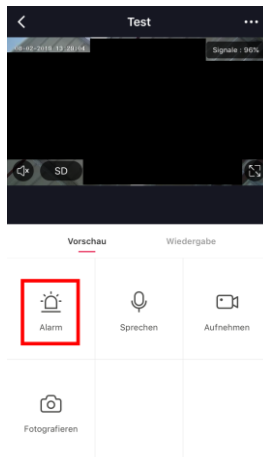 Test
Signale : 96%
SD
Vorschau
Wiedergabe
Alarm
Sprechen
Aufnehmen
Fotografieren